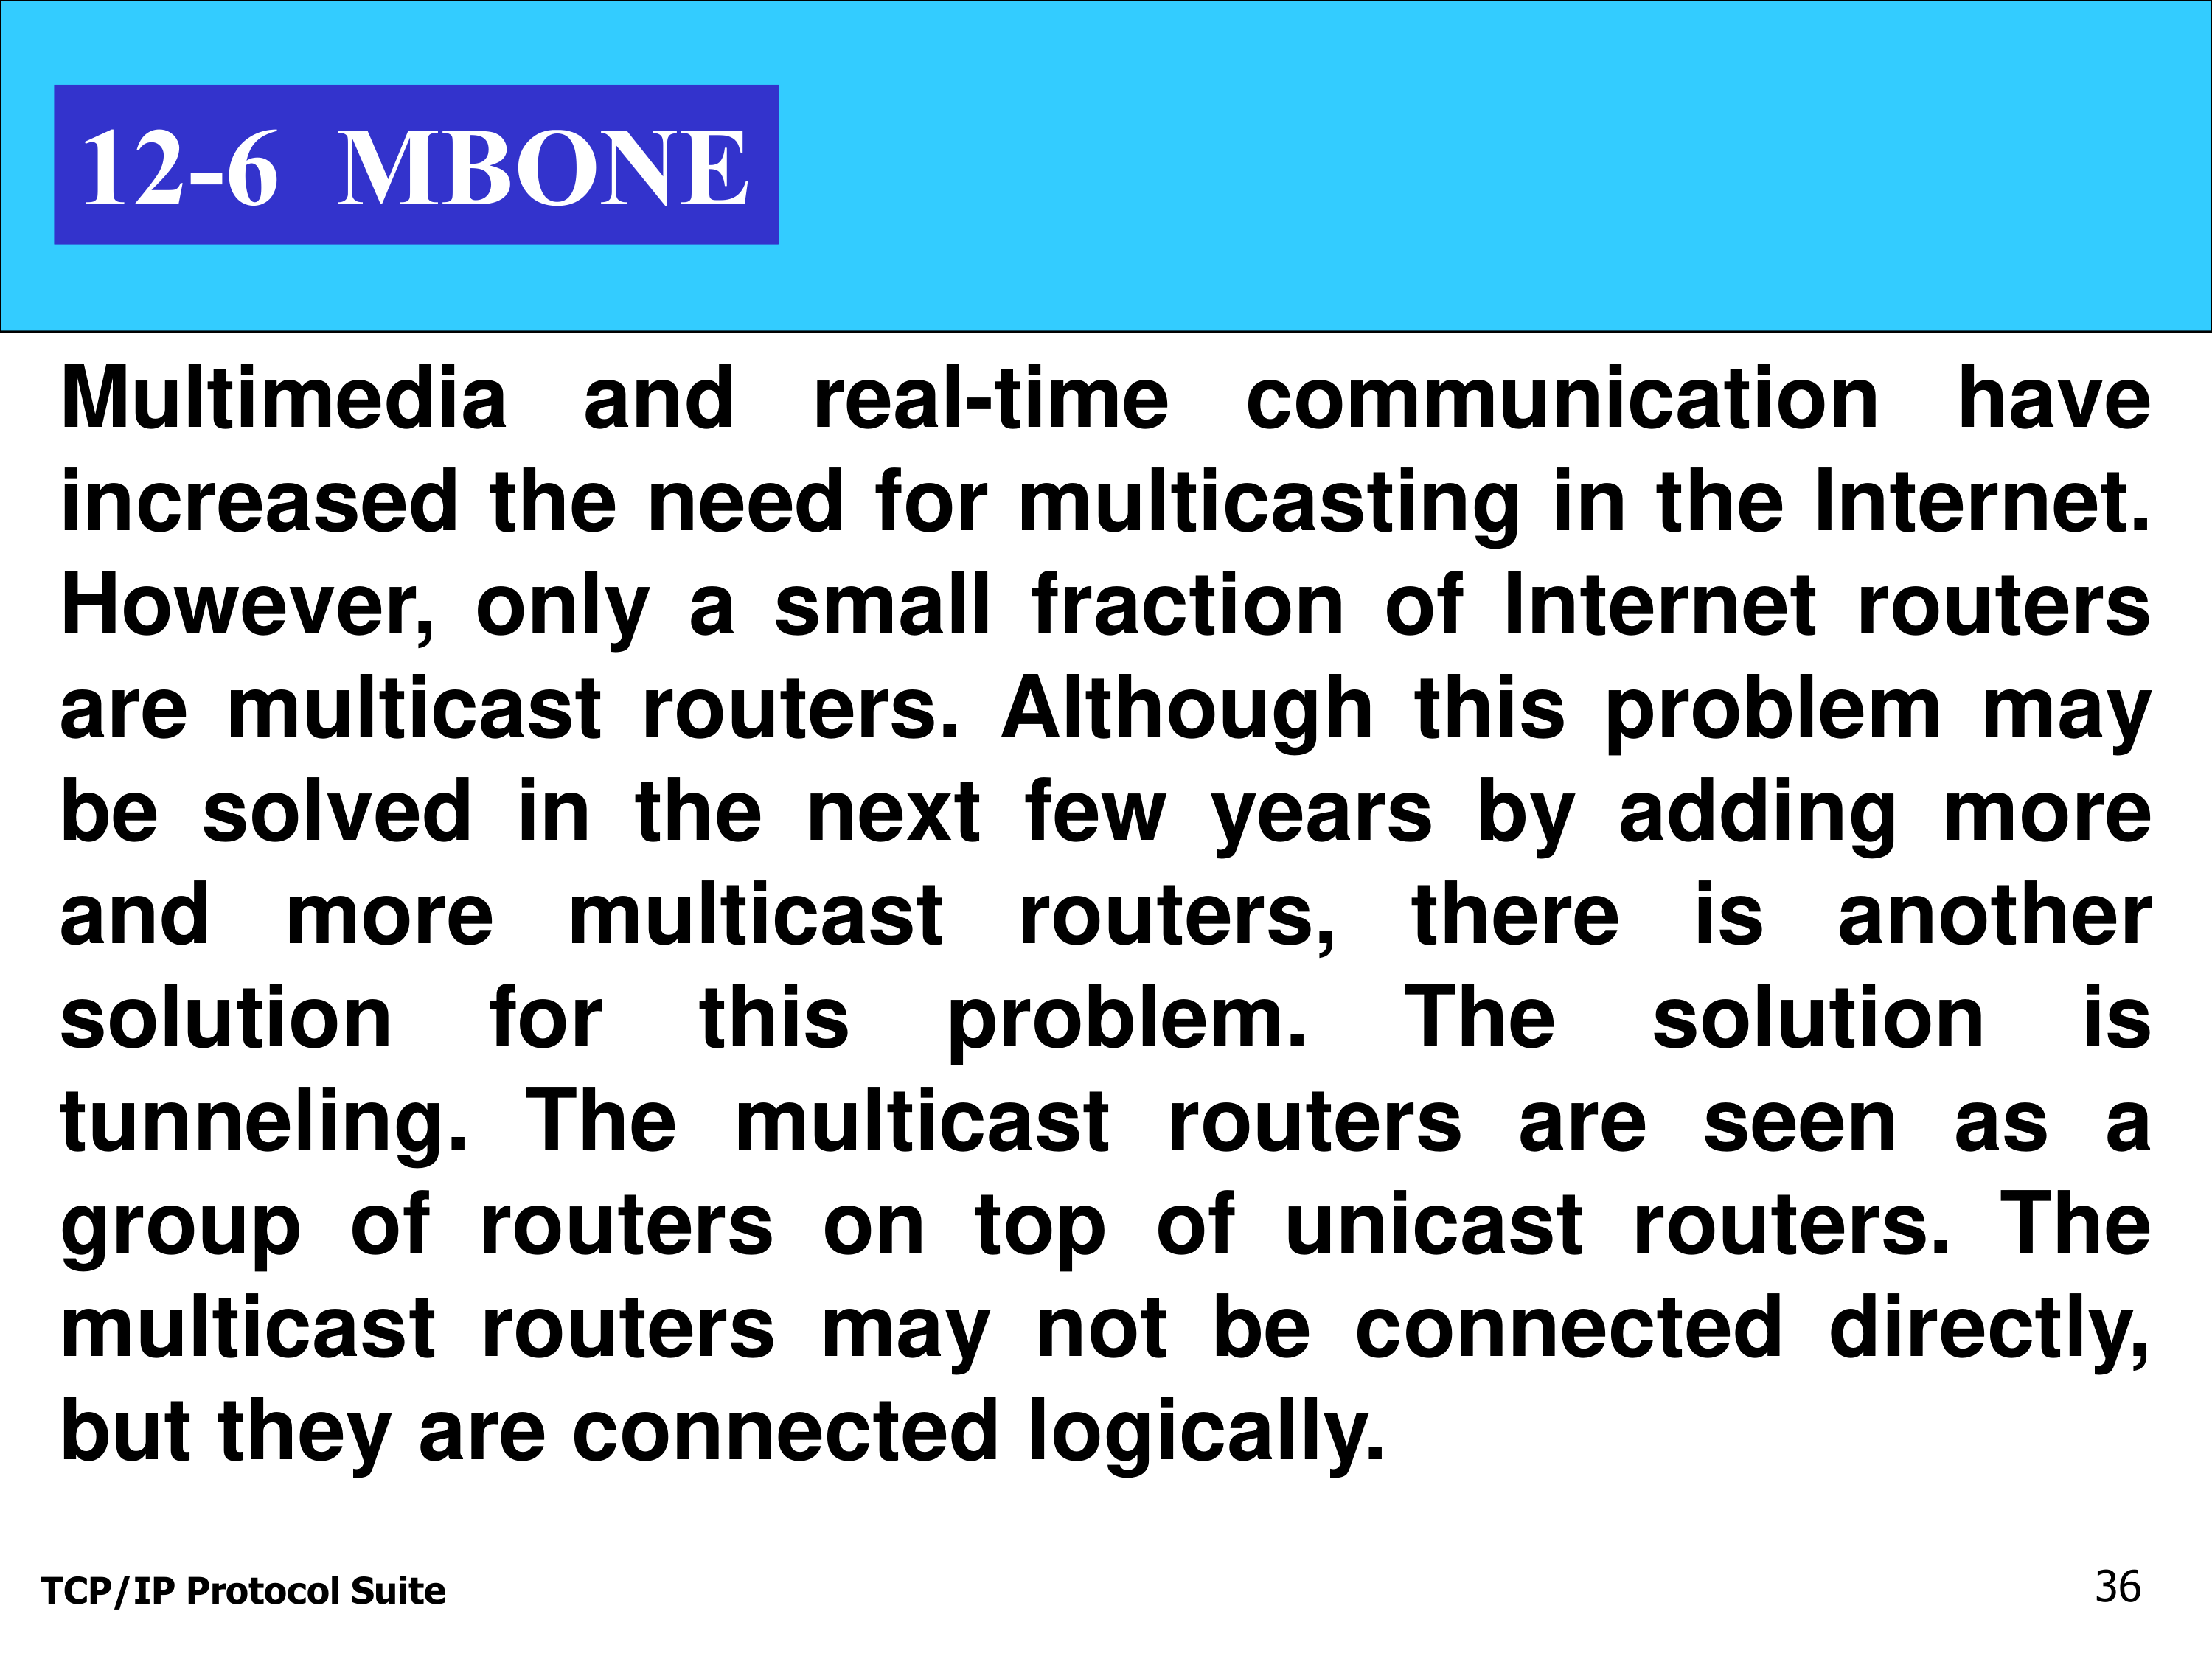 12-6 MBONE
Multimedia and real-time communication have
increased the need for multicasting in the Internet.
However, only a small fraction of Internet routers
are multicast routers. Although this problem may
be solved in the next few years by adding more
and more multicast routers, there is another
solution for this problem. The solution is
tunneling. The multicast routers are seen as a
group of routers on top of unicast routers. The
multicast routers may not be connected directly,
but they are connected logically.
TCP/IP Protocol Suite
36